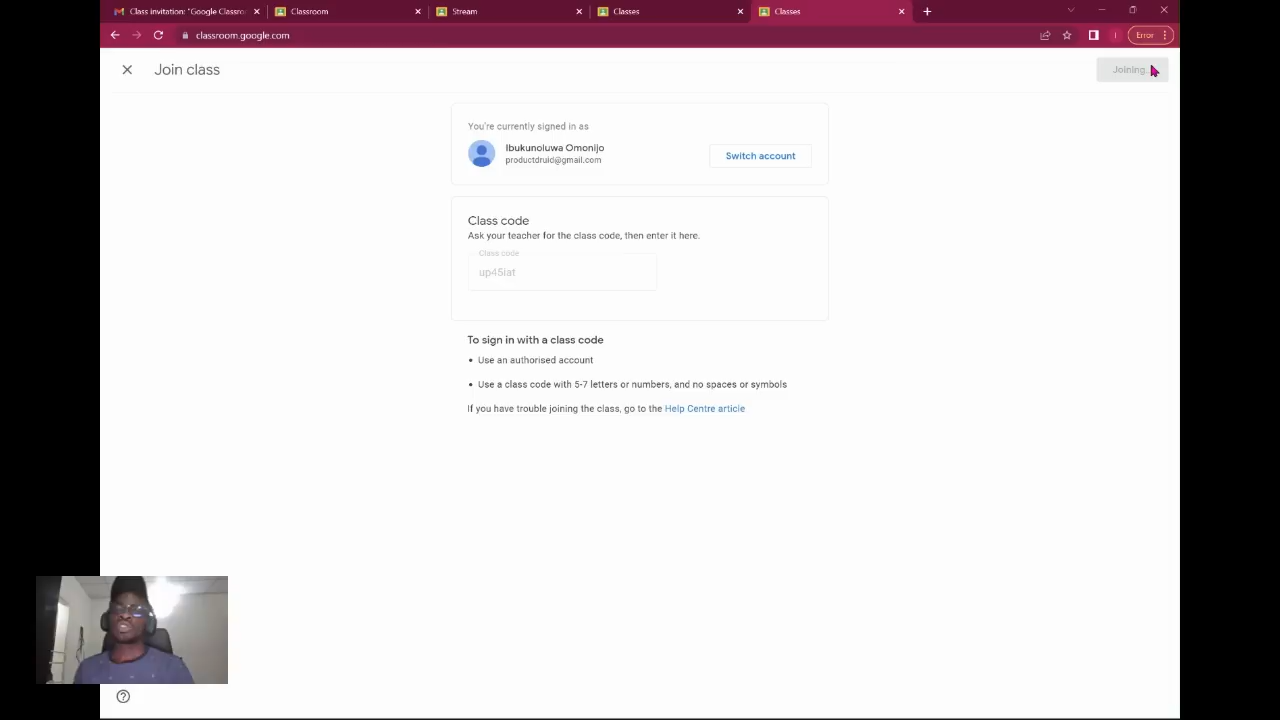 Class invitation: "Google Classro
Classroom
Stream
Classes
Classes
classroom.google.com
Error
Join class
Joining...
You're currently signed in as
Ibukunoluwa Omonijo
productdruid@gmail.com
Switch account
Class code
Ask your teacher for the class code, then enter it here.
Class code
up45iat
To sign in with a class code
• Use an authorised account
• Use a class code with 5-7 letters or numbers, and no spaces or symbols
If you have trouble joining the class, go to the Help Centre article